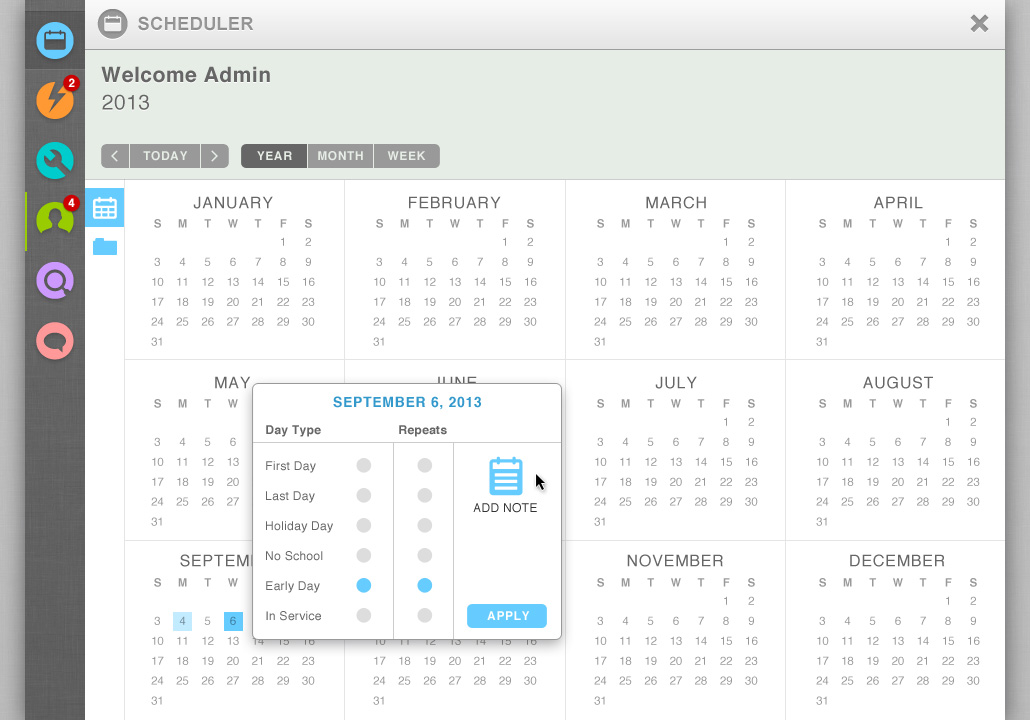 SCHEDULER
Welcome Admin
2013
2
4
TODAY
YEAR MONTH WEEK
JANUARY
S M T W T F S
1 2
3 4 5 6 7 8 9
10 11 12 13 14 15 16
17 18 19 20 21 22 23
24 25 26 27 28 29 30
31
FEBRUARY
S M T W T F S
1 2
3 4 5 6 7 8 9
10 11 12 13 14 15 16
17 18 19 20 21 22 23
24 25 26 27 28 29 30
31
MARCH
S M T W T F S
1 2
3 4 5 6 7 8 9
10 11 12 13 14 15 16
17 18 19 20 21 22 23
24 25 26 27 28 29 30
31
APRIL
S M T W T F S
1 2
3 4 5 6 7 8 9
10 11 12 13 14 15 16
17 18 19 20 21 22 23
24 25 26 27 28 29 30
31
MAY
S M T W
3 4 5 6
10 11 12 13
17 18 19 20
24 25 26 27
31
JUNE
JULY
S M T W T F S
1 2
3 4 5 6 7 8 9
10 11 12 13 14 15 16
17 18 19 20 21 22 23
24 25 26 27 28 29 30
31
AUGUST
S M T W T F S
1 2
3 4 5 6 7 8 9
10 11 12 13 14 15 16
17 18 19 20 21 22 23
24 25 26 27 28 29 30
31
SEPTEMBER 6, 2013
Day Type Repeats
First Day
Last Day
Holiday Day
No School
Early Day
In Service
ADD NOTE
APPLY
SEPTEM
S M T W
3 4 5 6
10 11 12 13 14 15 16
17 18 19 20 21 22 23
24 25 26 27 28 29 30
31
10 11 12 13 14 15 16
17 18 19 20 21 22 23
24 25 26 27 28 29 30
31
NOVEMBER
S M T W T F S
1 2
3 4 5 6 7 8 9
10 11 12 13 14 15 16
17 18 19 20 21 22 23
24 25 26 27 28 29 30
31
DECEMBER
S M T W T F S
1 2
3 4 5 6 7 8 9
10 11 12 13 14 15 16
17 18 19 20 21 22 23
24 25 26 27 28 29 30
31